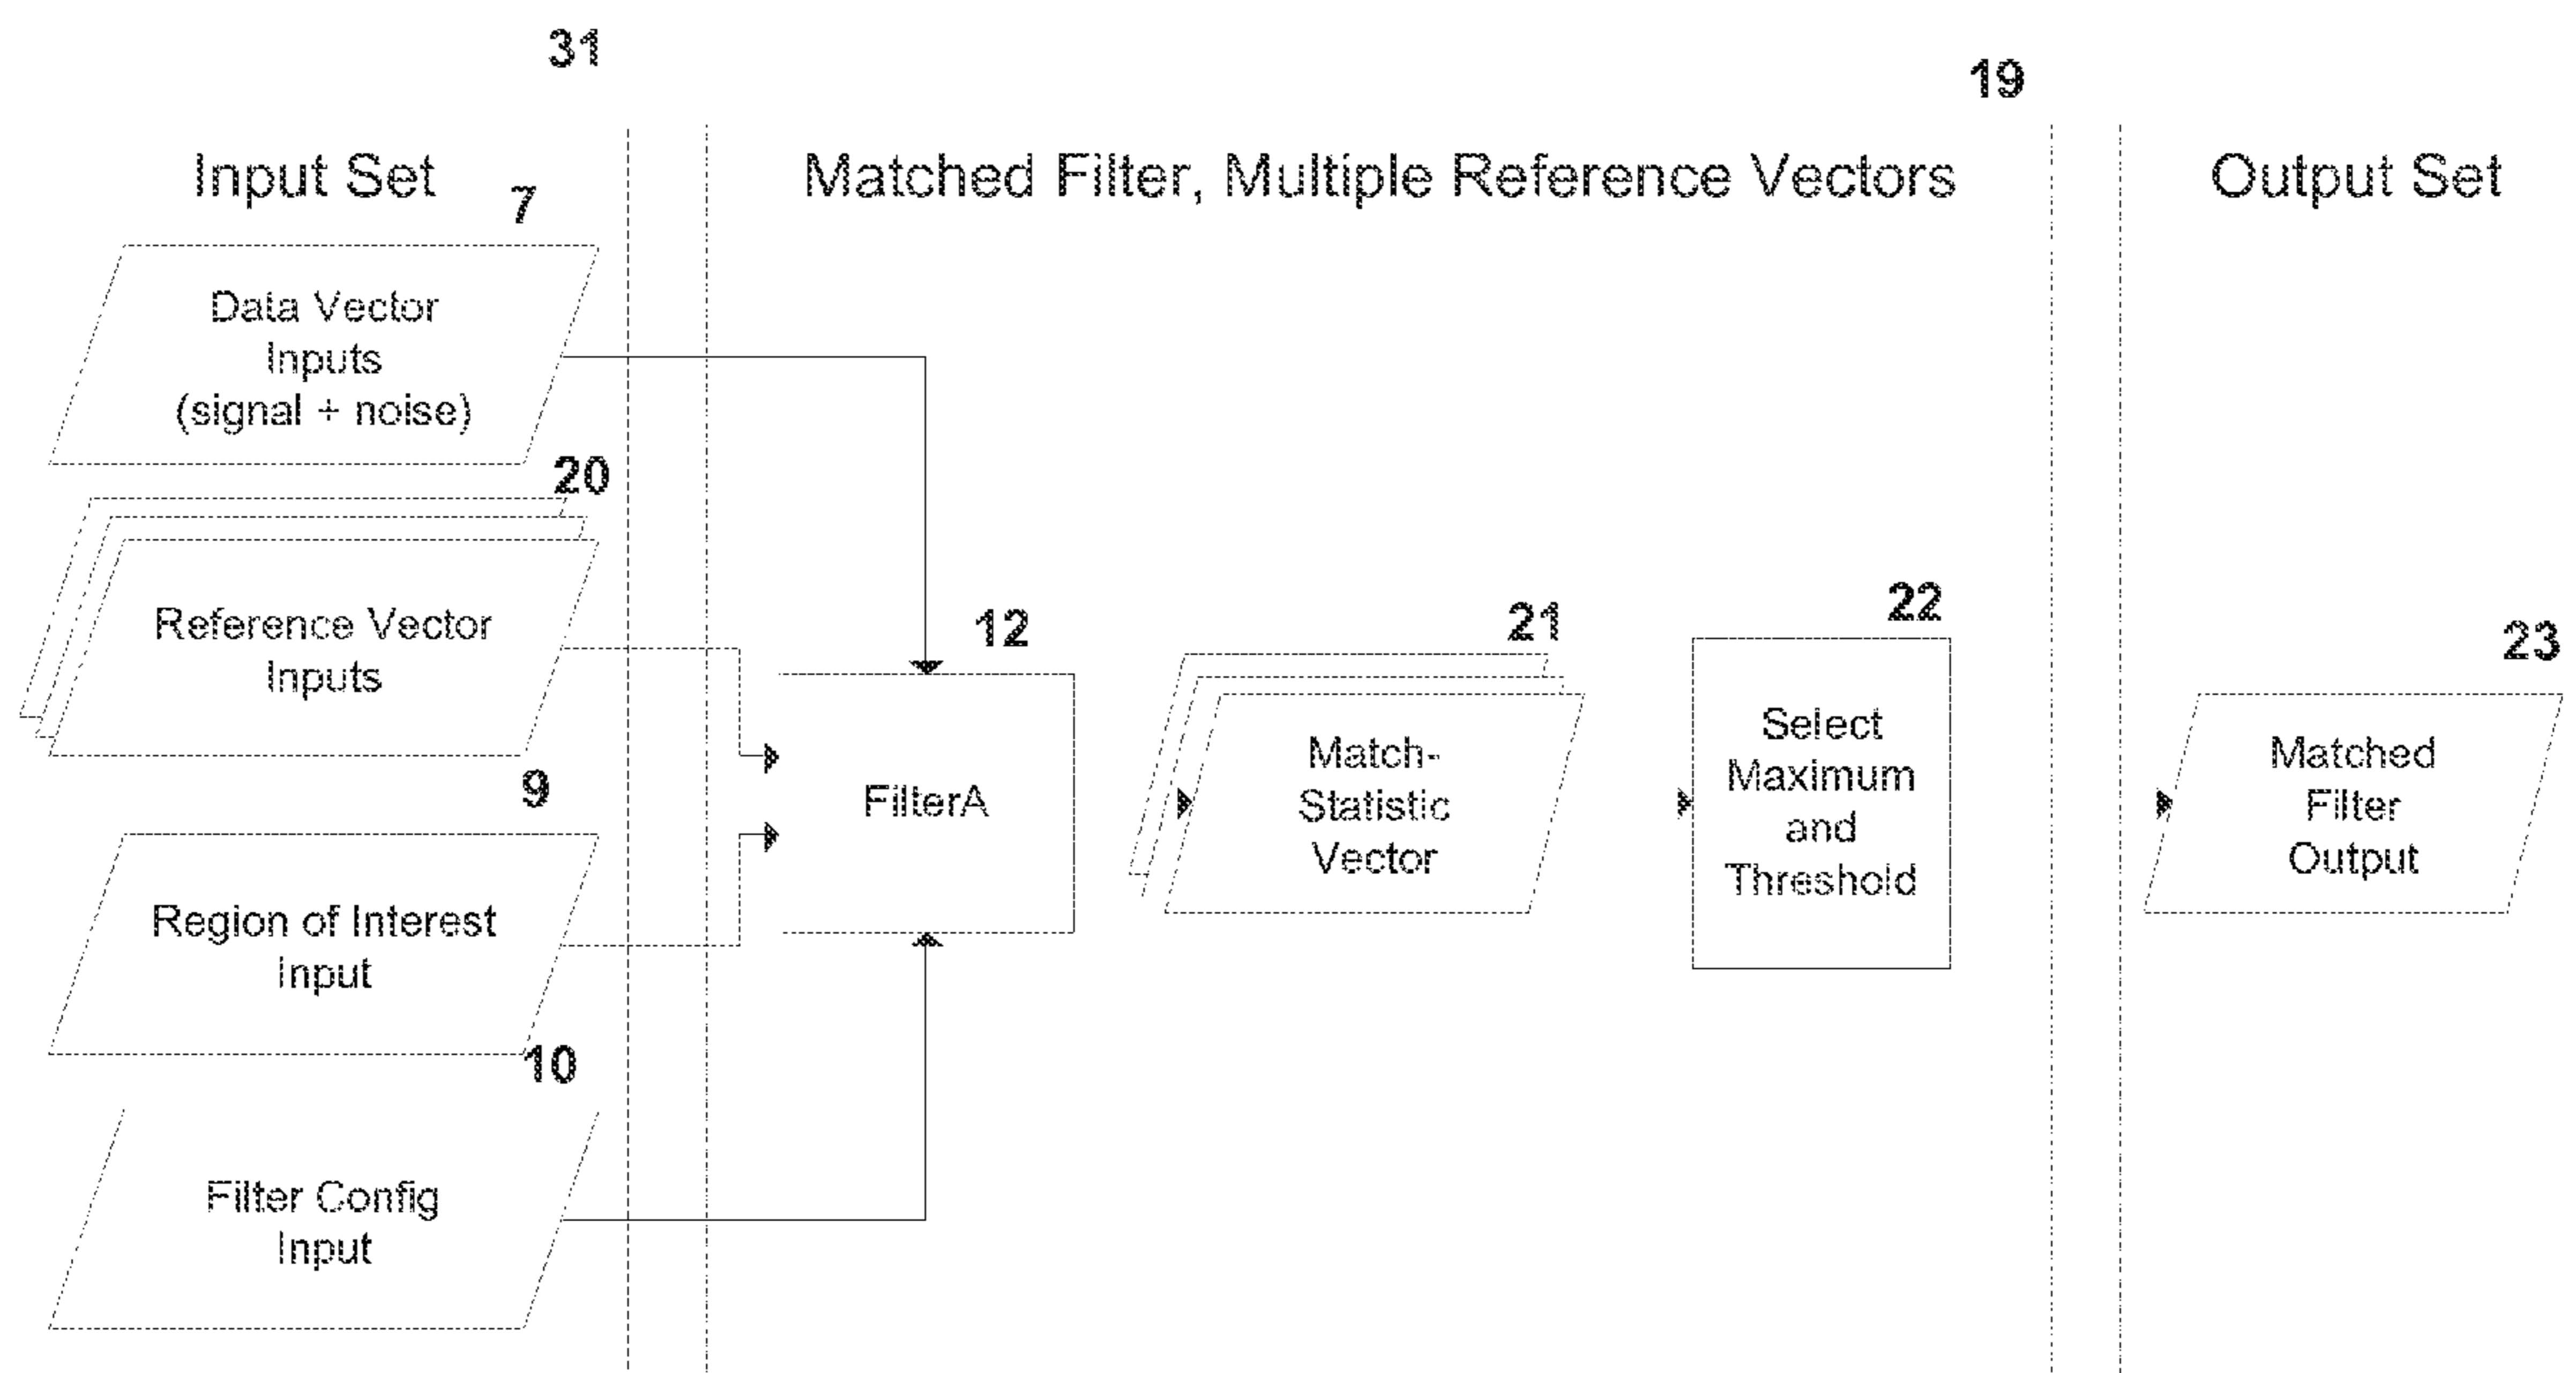 31
19
Input Set
Matched Filter, Multiple Reference Vectors
Output Set
7
Data Vector
Inputs
(signal + noise)
20
Reference Vector
Inputs
9
Region of Interest
Input
10
Filter Config
Input
12
FilterA
21
Match-
Statistic
Vector
22
Select
Maximum
and
Threshold
23
Matched
Filter
Output